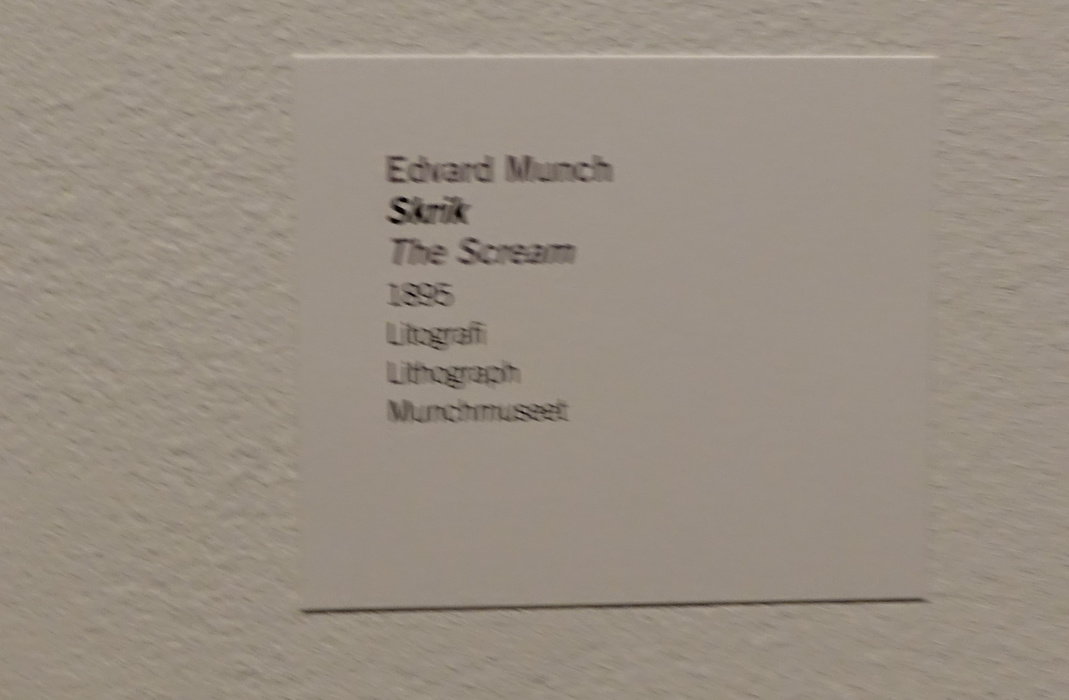 Edvard Munch
Skrik
The Scream
1895
Litografi
Lithograph
Munchmuseet